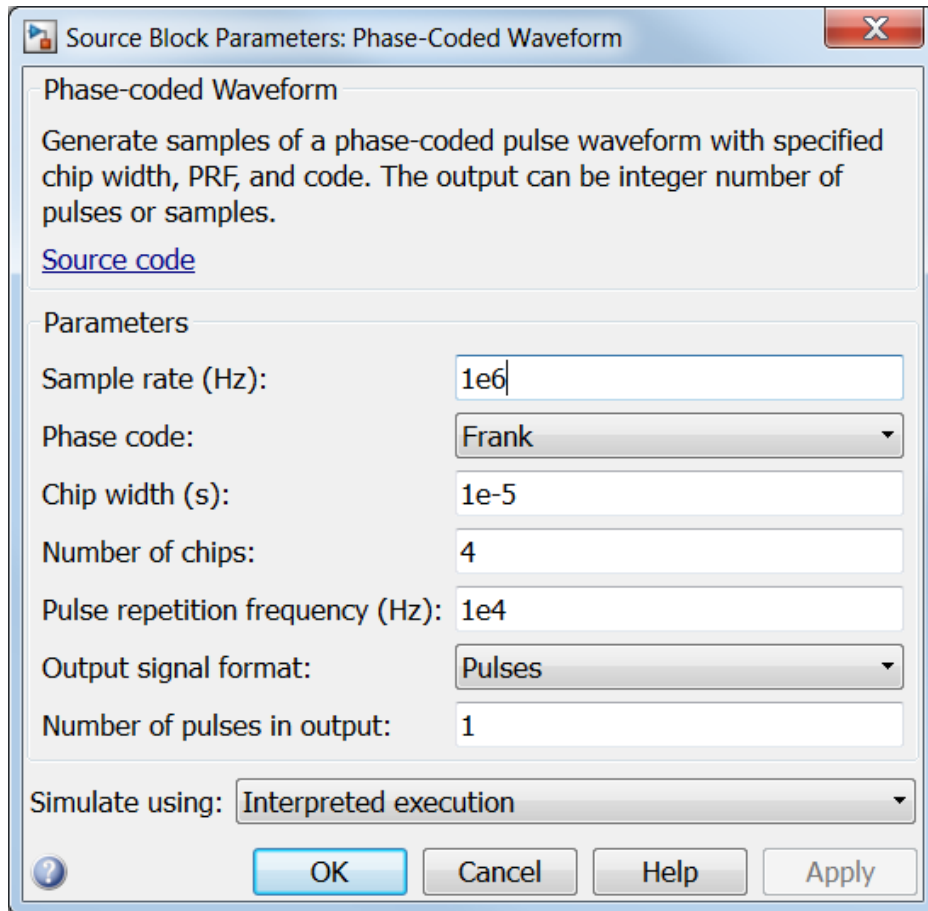 Source Block Parameters: Phase-Coded Waveform
Phase-coded Waveform
Generate samples of a phase-coded pulse waveform with specified
chip width, PRF, and code. The output can be integer number of
pulses or samples.
Source code
Parameters
Sample rate (Hz): 1e6
Phase code: Frank
Chip width (s): 1e-5
Number of chips: 4
Pulse repetition frequency (Hz): 1e4
Output signal format: Pulses
Number of pulses in output: 1
Simulate using: Interpreted execution
? OK Cancel Help Apply